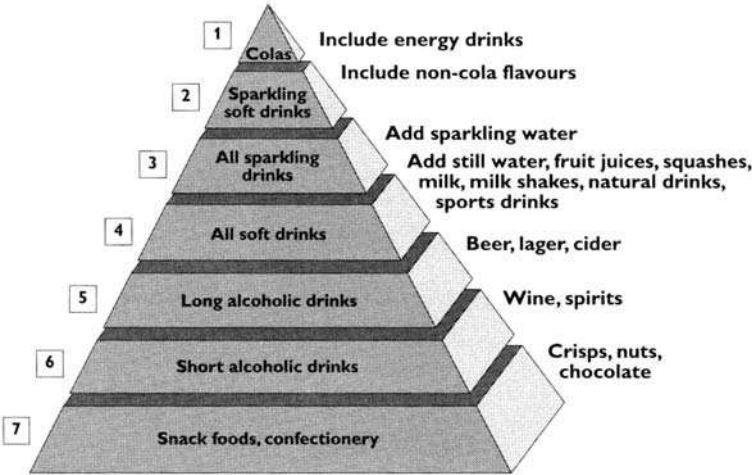 1
Colas
Include energy drinks
Include non-cola flavours
2
Sparkling
soft drinks
Add sparkling water
3
All sparkling
drinks
Add still water, fruit juices, squashes,
milk, milk shakes, natural drinks,
sports drinks
4
All soft drinks
Beer, lager, cider
5
Long alcoholic drinks
Wine, spirits
6
Short alcoholic drinks
Crisps, nuts,
chocolate
7
Snack foods, confectionery